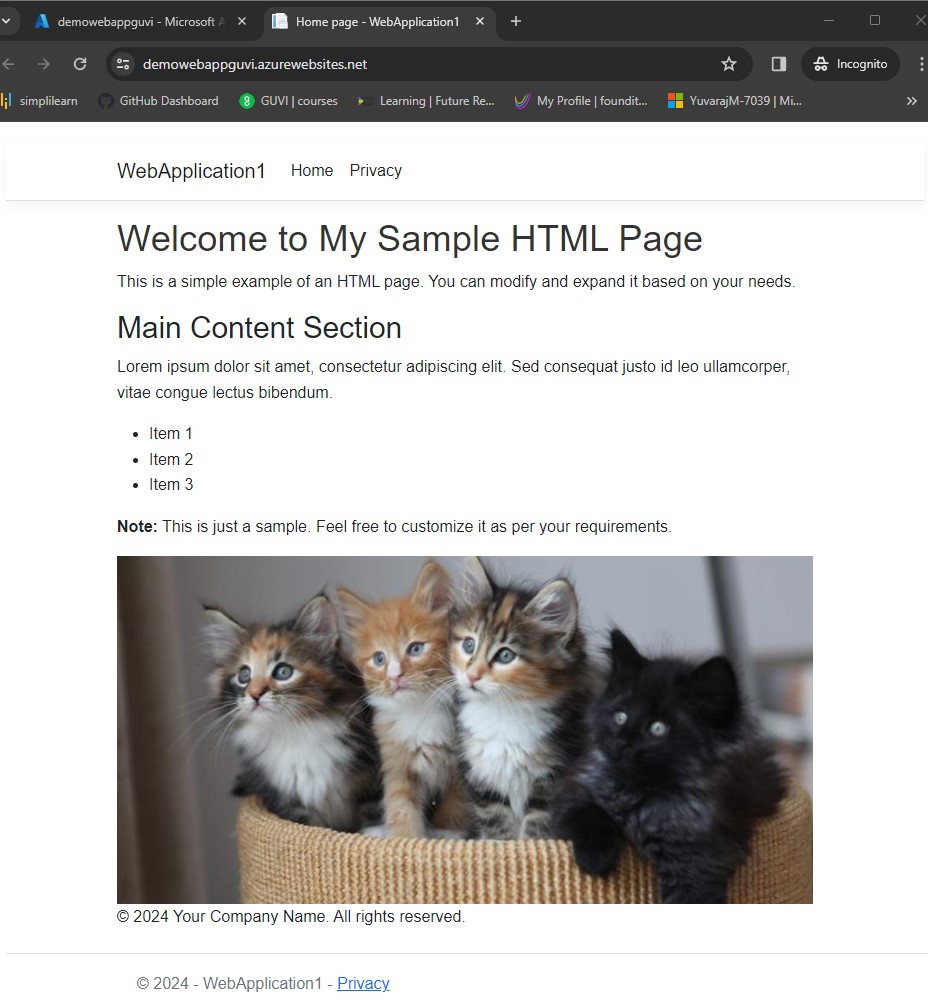 demowebappguvi - Microsoft A
Home page - WebApplication1
demowebappguvi.azurewebsites.net
Incognito
simplilearn
GitHub Dashboard
GUVI | courses
Learning | Future Re...
My Profile | foundit...
YuvarajM-7039 | Mi...
WebApplication1
Home
Privacy
Welcome to My Sample HTML Page
This is a simple example of an HTML page. You can modify and expand it based on your needs.
Main Content Section
Lorem ipsum dolor sit amet, consectetur adipiscing elit. Sed consequat justo id leo ullamcorper,
vitae congue lectus bibendum.
• Item 1
• Item 2
• Item 3
Note: This is just a sample. Feel free to customize it as per your requirements.
© 2024 Your Company Name. All rights reserved.
© 2024 - WebApplication1 - Privacy